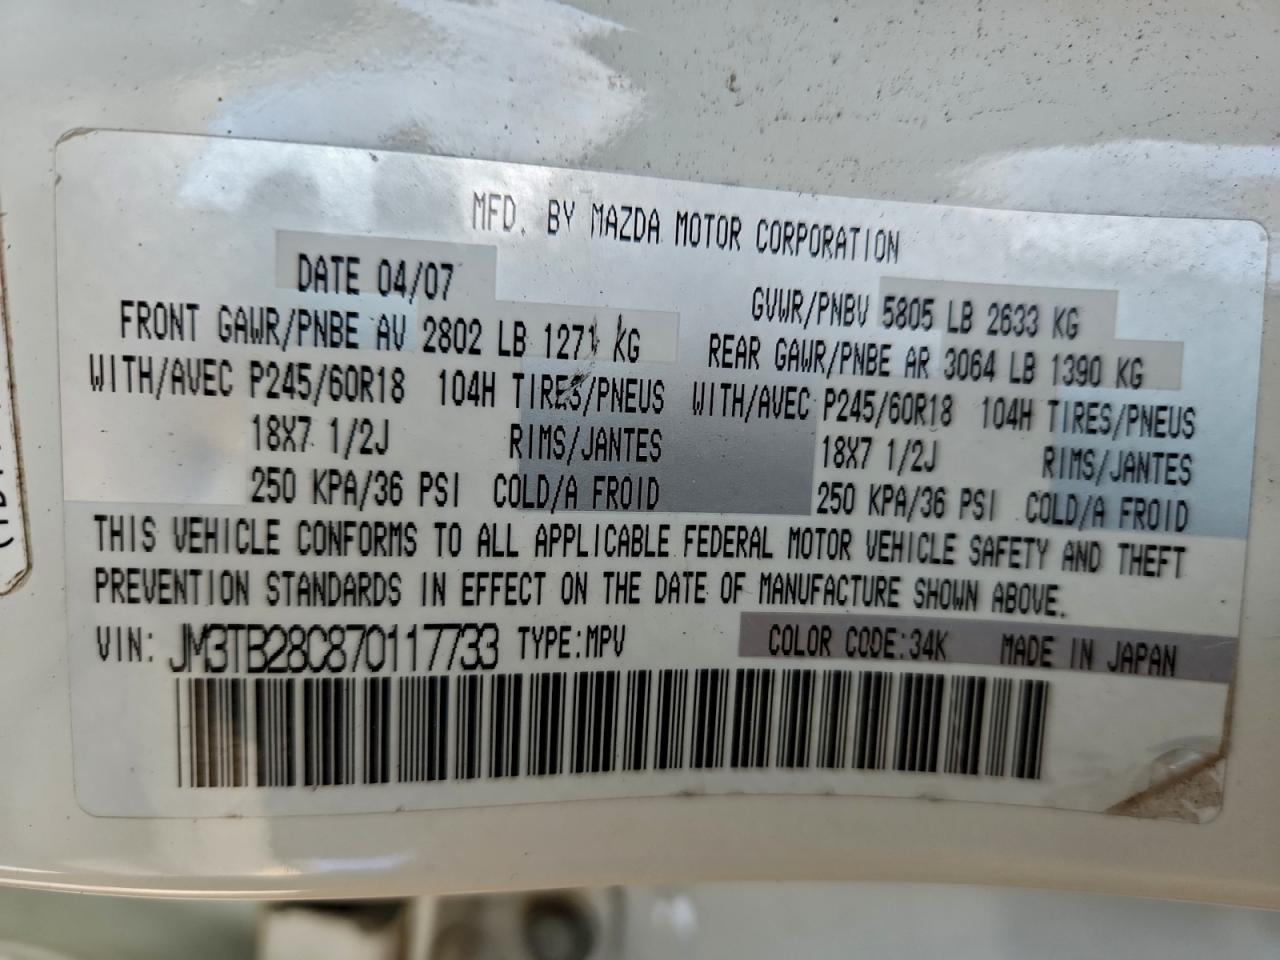 MFD. BY MAZDA MOTOR CORPORATION
DATE 04/07 GVWR/PNBV 5805 LB 2633 KG
FRONT GAWR/PNBE AV 2802 LB 1271 KG REAR GAWR/PNBE AR 3064 LB 1390 KG
WITH/AVEC P245/60R18 104H TIRES/PNEUS WITH/AVEC P245/60R18 104H TIRES/PNEUS
18X7 1/2J RIMS/JANTES 18X7 1/2J RIMS/JANTES
250 KPA/36 PSI COLD/A FROID 250 KPA/36 PSI COLD/A FROID
THIS VEHICLE CONFORMS TO ALL APPLICABLE FEDERAL MOTOR VEHICLE SAFETY AND THEFT
PREVENTION STANDARDS IN EFFECT ON THE DATE OF MANUFACTURE SHOWN ABOVE.
VIN: JM3TB28C870117733 TYPE:MPV COLOR CODE:34K MADE IN JAPAN